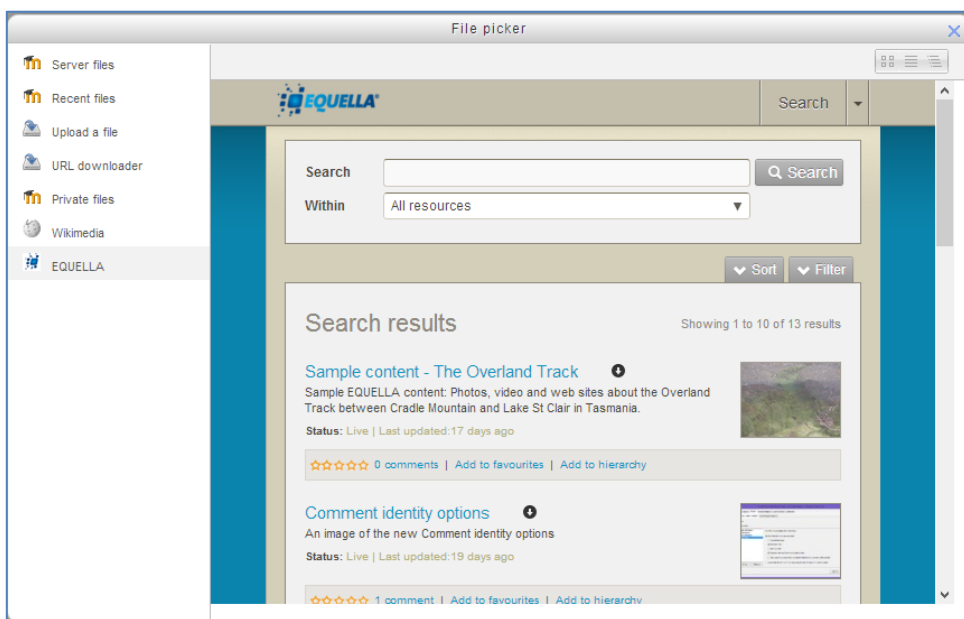 File picker
Server files
Recent files
Upload a file
URL downloader
Private files
Wikimedia
EQUELLA
EQUELLA
Search
Search
Search
Within
All resources
Sort
Filter
Search results
Showing 1 to 10 of 13 results
Sample content - The Overland Track
Sample EQUELLA content: Photos, video and web sites about the Overland
Track between Cradle Mountain and Lake St Clair in Tasmania.
Status: Live | Last updated:17 days ago
0 comments | Add to favourites | Add to hierarchy
Comment identity options
An image of the new Comment identity options
Status: Live | Last updated:19 days ago
1 comment | Add to favourites | Add to hierarchy